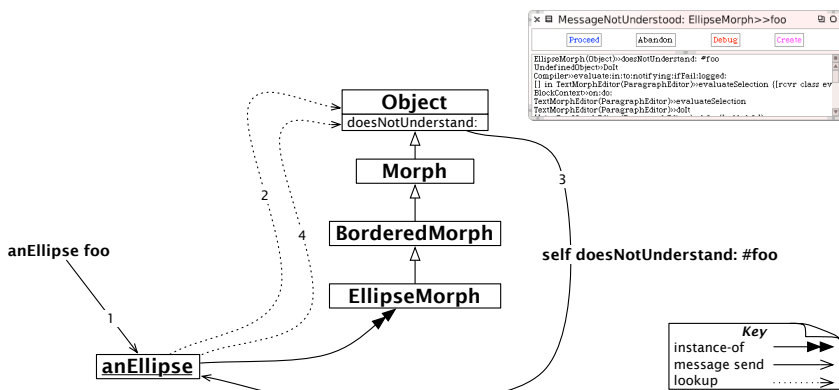 MessageNotUnderstood: EllipseMorph>>foo
Proceed Abandon Debug Create
EllipseMorph(Object)»doesNotUnderstand: #foo
UndefinedObject»DoIt
Compiler»evaluate:in:to:notifying:ifFail:logged:
[] in TextMorphEditor(ParagraphEditor)»evaluateSelection {[rcvr class ev
BlockContext»on:do:
TextMorphEditor(ParagraphEditor)»evaluateSelection
TextMorphEditor(ParagraphEditor)»doIt
Object
doesNotUnderstand:
Morph
2
3
4
BorderedMorph
anEllipse foo
self doesNotUnderstand: #foo
EllipseMorph
1
anEllipse
Key
instance-of
message send
lookup